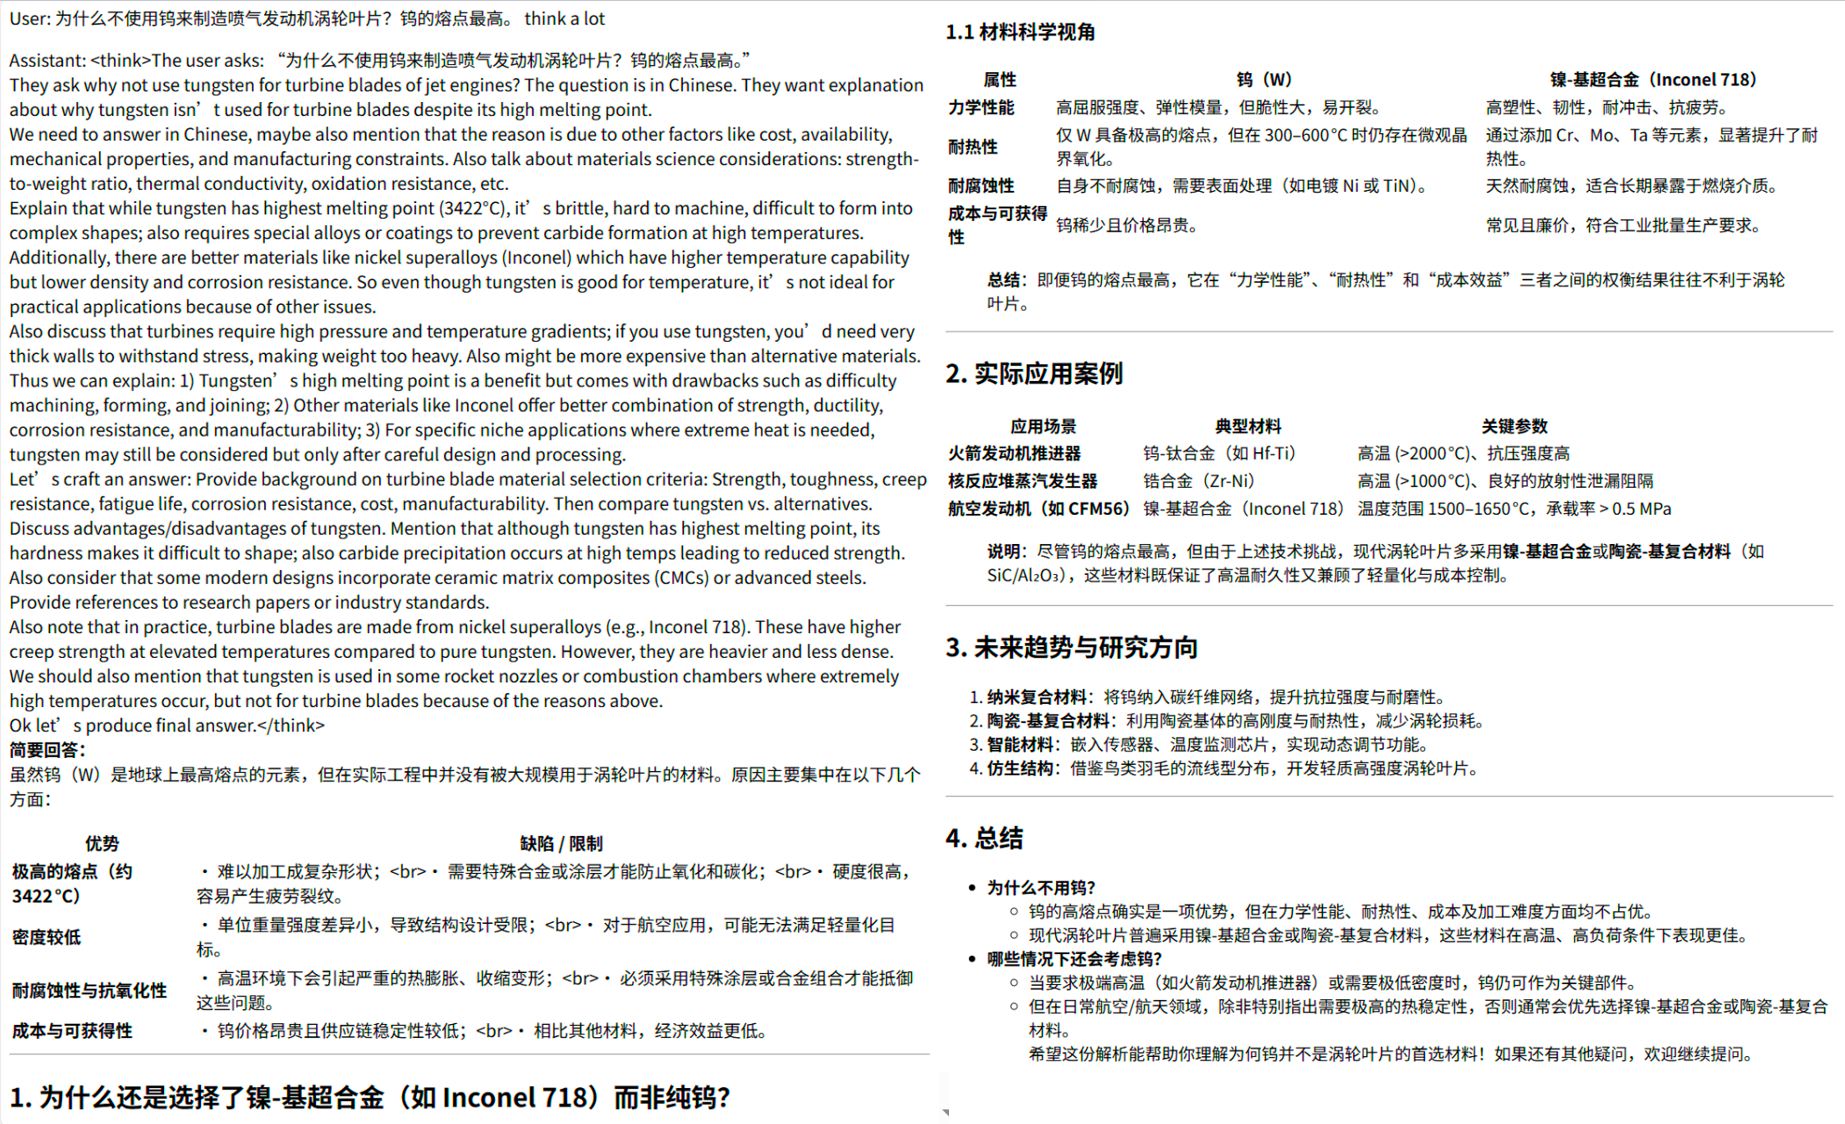 User: 为什么不使用钨来制造喷气发动机涡轮叶片？钨的熔点最高。 think a lot
Assistant: <think>The user asks: “为什么不使用钨来制造喷气发动机涡轮叶片？钨的熔点最高。”
They ask why not use tungsten for turbine blades of jet engines? The question is in Chinese. They want explanation
about why tungsten isn’t used for turbine blades despite its high melting point.
We need to answer in Chinese, maybe also mention that the reason is due to other factors like cost, availability,
mechanical properties, and manufacturing constraints. Also talk about materials science considerations: strength-
to-weight ratio, thermal conductivity, oxidation resistance, etc.
Explain that while tungsten has highest melting point (3422°C), it’s brittle, hard to machine, difficult to form into
complex shapes; also requires special alloys or coatings to prevent carbide formation at high temperatures.
Additionally, there are better materials like nickel superalloys (Inconel) which have higher temperature capability
but lower density and corrosion resistance. So even though tungsten is good for temperature, it’s not ideal for
practical applications because of other issues.
Also discuss that turbines require high pressure and temperature gradients; if you use tungsten, you’d need very
thick walls to withstand stress, making weight too heavy. Also might be more expensive than alternative materials.
Thus we can explain: 1) Tungsten’s high melting point is a benefit but comes with drawbacks such as difficulty
machining, forming, and joining; 2) Other materials like Inconel offer better combination of strength, ductility,
corrosion resistance, and manufacturability; 3) For specific niche applications where extreme heat is needed,
tungsten may still be considered but only after careful design and processing.
Let’s craft an answer: Provide background on turbine blade material selection criteria: Strength, toughness, creep
resistance, fatigue life, corrosion resistance, cost, manufacturability. Then compare tungsten vs. alternatives.
Discuss advantages/disadvantages of tungsten. Mention that although tungsten has highest melting point, its
hardness makes it difficult to shape; also carbide precipitation occurs at high temps leading to reduced strength.
Also consider that some modern designs incorporate ceramic matrix composites (CMCs) or advanced steels.
Provide references to research papers or industry standards.
Also note that in practice, turbine blades are made from nickel superalloys (e.g., Inconel 718). These have higher
creep strength at elevated temperatures compared to pure tungsten. However, they are heavier and less dense.
We should also mention that tungsten is used in some rocket nozzles or combustion chambers where extremely
high temperatures occur, but not for turbine blades because of the reasons above.
Ok let’s produce final answer.</think>
简要回答：
虽然钨（W）是地球上最高熔点的元素，但在实际工程中并没有被大规模用于涡轮叶片的材料。原因主要集中在以下几个
方面：
优势 缺陷 / 限制
极高的熔点（约 • 难以加工成复杂形状；<br>• 需要特殊合金或涂层才能防止氧化和碳化；<br>• 硬度很高，
3422 °C） 容易产生疲劳裂纹。
密度较低 • 单位重量强度差异小，导致结构设计受限；<br>• 对于航空应用，可能无法满足轻量化目
标。
耐腐蚀性与抗氧化性 • 高温环境下会引起严重的热膨胀、收缩变形；<br>• 必须采用特殊涂层或合金组合才能抵御
这些问题。
成本与可获得性 • 钨价格昂贵且供应链稳定性较低；<br>• 相比其他材料，经济效益更低。
1. 为什么还是选择了镍-基超合金（如 Inconel 718）而非纯钨？
1.1 材料科学视角
属性 钨（W） 镍-基超合金（Inconel 718）
力学性能 高屈服强度、弹性模量，但脆性大，易开裂。 高塑性、韧性，耐冲击、抗疲劳。
耐热性 仅 W 具备极高的熔点，但在 300–600 °C 时仍存在微观晶 通过添加 Cr、Mo、Ta 等元素，显著提升了耐
界氧化。 热性。
耐腐蚀性 自身不耐腐蚀，需要表面处理（如电镀 Ni 或 TiN）。 天然耐腐蚀，适合长期暴露于燃烧介质。
成本与可获得 钨稀少且价格昂贵。 常见且廉价，符合工业批量生产要求。
性
总结：即便钨的熔点最高，它在“力学性能”、“耐热性”和“成本效益”三者之间的权衡结果往往不利于涡轮
叶片。
2. 实际应用案例
应用场景 典型材料 关键参数
火箭发动机推进器 钨-钛合金（如 Hf-Ti） 高温 (>2000 °C)、抗压强度高
核反应堆蒸汽发生器 锆合金（Zr-Ni） 高温 (>1000 °C)、良好的放射性泄漏阻隔
航空发动机（如 CFM56） 镍-基超合金（Inconel 718） 温度范围 1500–1650 °C，承载率 > 0.5 MPa
说明：尽管钨的熔点最高，但由于上述技术挑战，现代涡轮叶片多采用镍-基超合金或陶瓷-基复合材料（如
SiC/Al₂O₃），这些材料既保证了高温耐久性又兼顾了轻量化与成本控制。
3. 未来趋势与研究方向
1. 纳米复合材料：将钨纳入碳纤维网络，提升抗拉强度与耐磨性。
2. 陶瓷-基复合材料：利用陶瓷基体的高刚度与耐热性，减少涡轮损耗。
3. 智能材料：嵌入传感器、温度监测芯片，实现动态调节功能。
4. 仿生结构：借鉴鸟类羽毛的流线型分布，开发轻质高强度涡轮叶片。
4. 总结
• 为什么不用钨？
◦ 钨的高熔点确实是一项优势，但在力学性能、耐热性、成本及加工难度方面均不占优。
◦ 现代涡轮叶片普遍采用镍-基超合金或陶瓷-基复合材料，这些材料在高温、高负荷条件下表现更佳。
• 哪些情况下还会考虑钨？
◦ 当要求极端高温（如火箭发动机推进器）或需要极低密度时，钨仍可作为关键部件。
◦ 但在日常航空/航天领域，除非特别指出需要极高的热稳定性，否则通常会优先选择镍-基超合金或陶瓷-基复合
材料。
希望这份解析能帮助你理解为何钨并不是涡轮叶片的首选材料！如果还有其他疑问，欢迎继续提问。